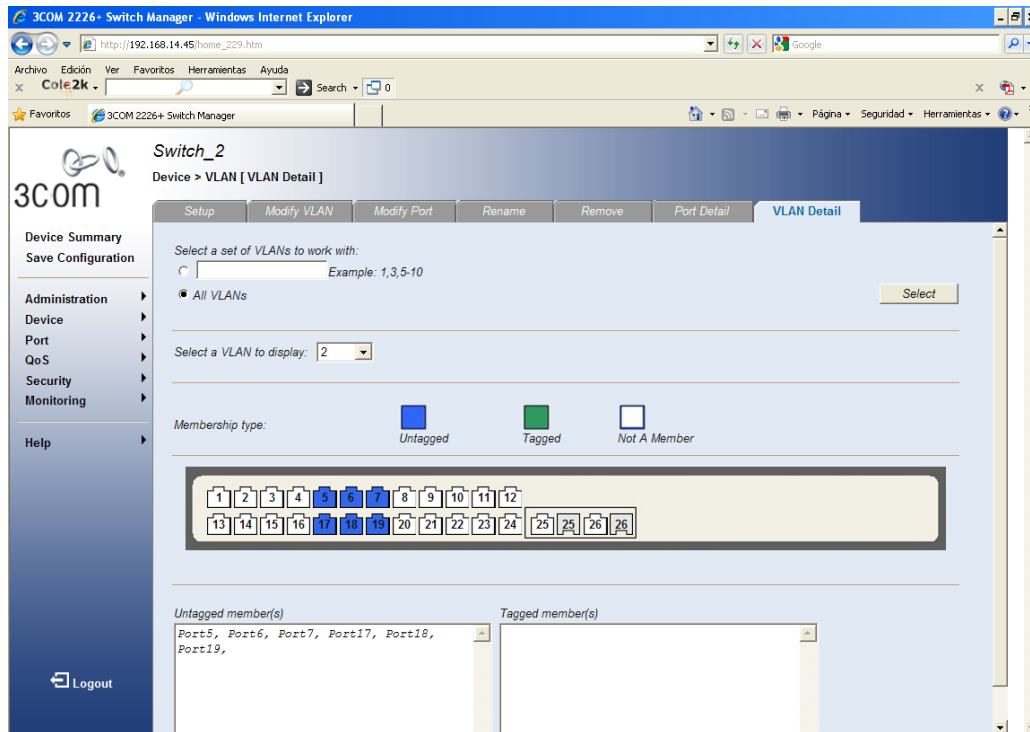 3COM 2226+ Switch Manager - Windows Internet Explorer
http://192.168.14.45/home_229.htm
Google
Archivo Edición Ver Favoritos Herramientas Ayuda
x Cole2k Search 0 x
Favoritos 3COM 2226+ Switch Manager Página Seguridad Herramientas
3COM
Switch_2
Device > VLAN [ VLAN Detail ]
Setup Modify VLAN Modify Port Rename Remove Port Detail VLAN Detail
Device Summary
Save Configuration
Administration
Device
Port
QoS
Security
Monitoring
Help
Logout
Select a set of VLANs to work with:
Example: 1,3,5-10
All VLANs
Select
Select a VLAN to display: 2
Membership type:
Untagged Tagged Not A Member
1 2 3 4 5 6 7 8 9 10 11 12
13 14 15 16 17 18 19 20 21 22 23 24 25 25 26 26
Untagged member(s)
Port5, Port6, Port7, Port17, Port18,
Port19,
Tagged member(s)